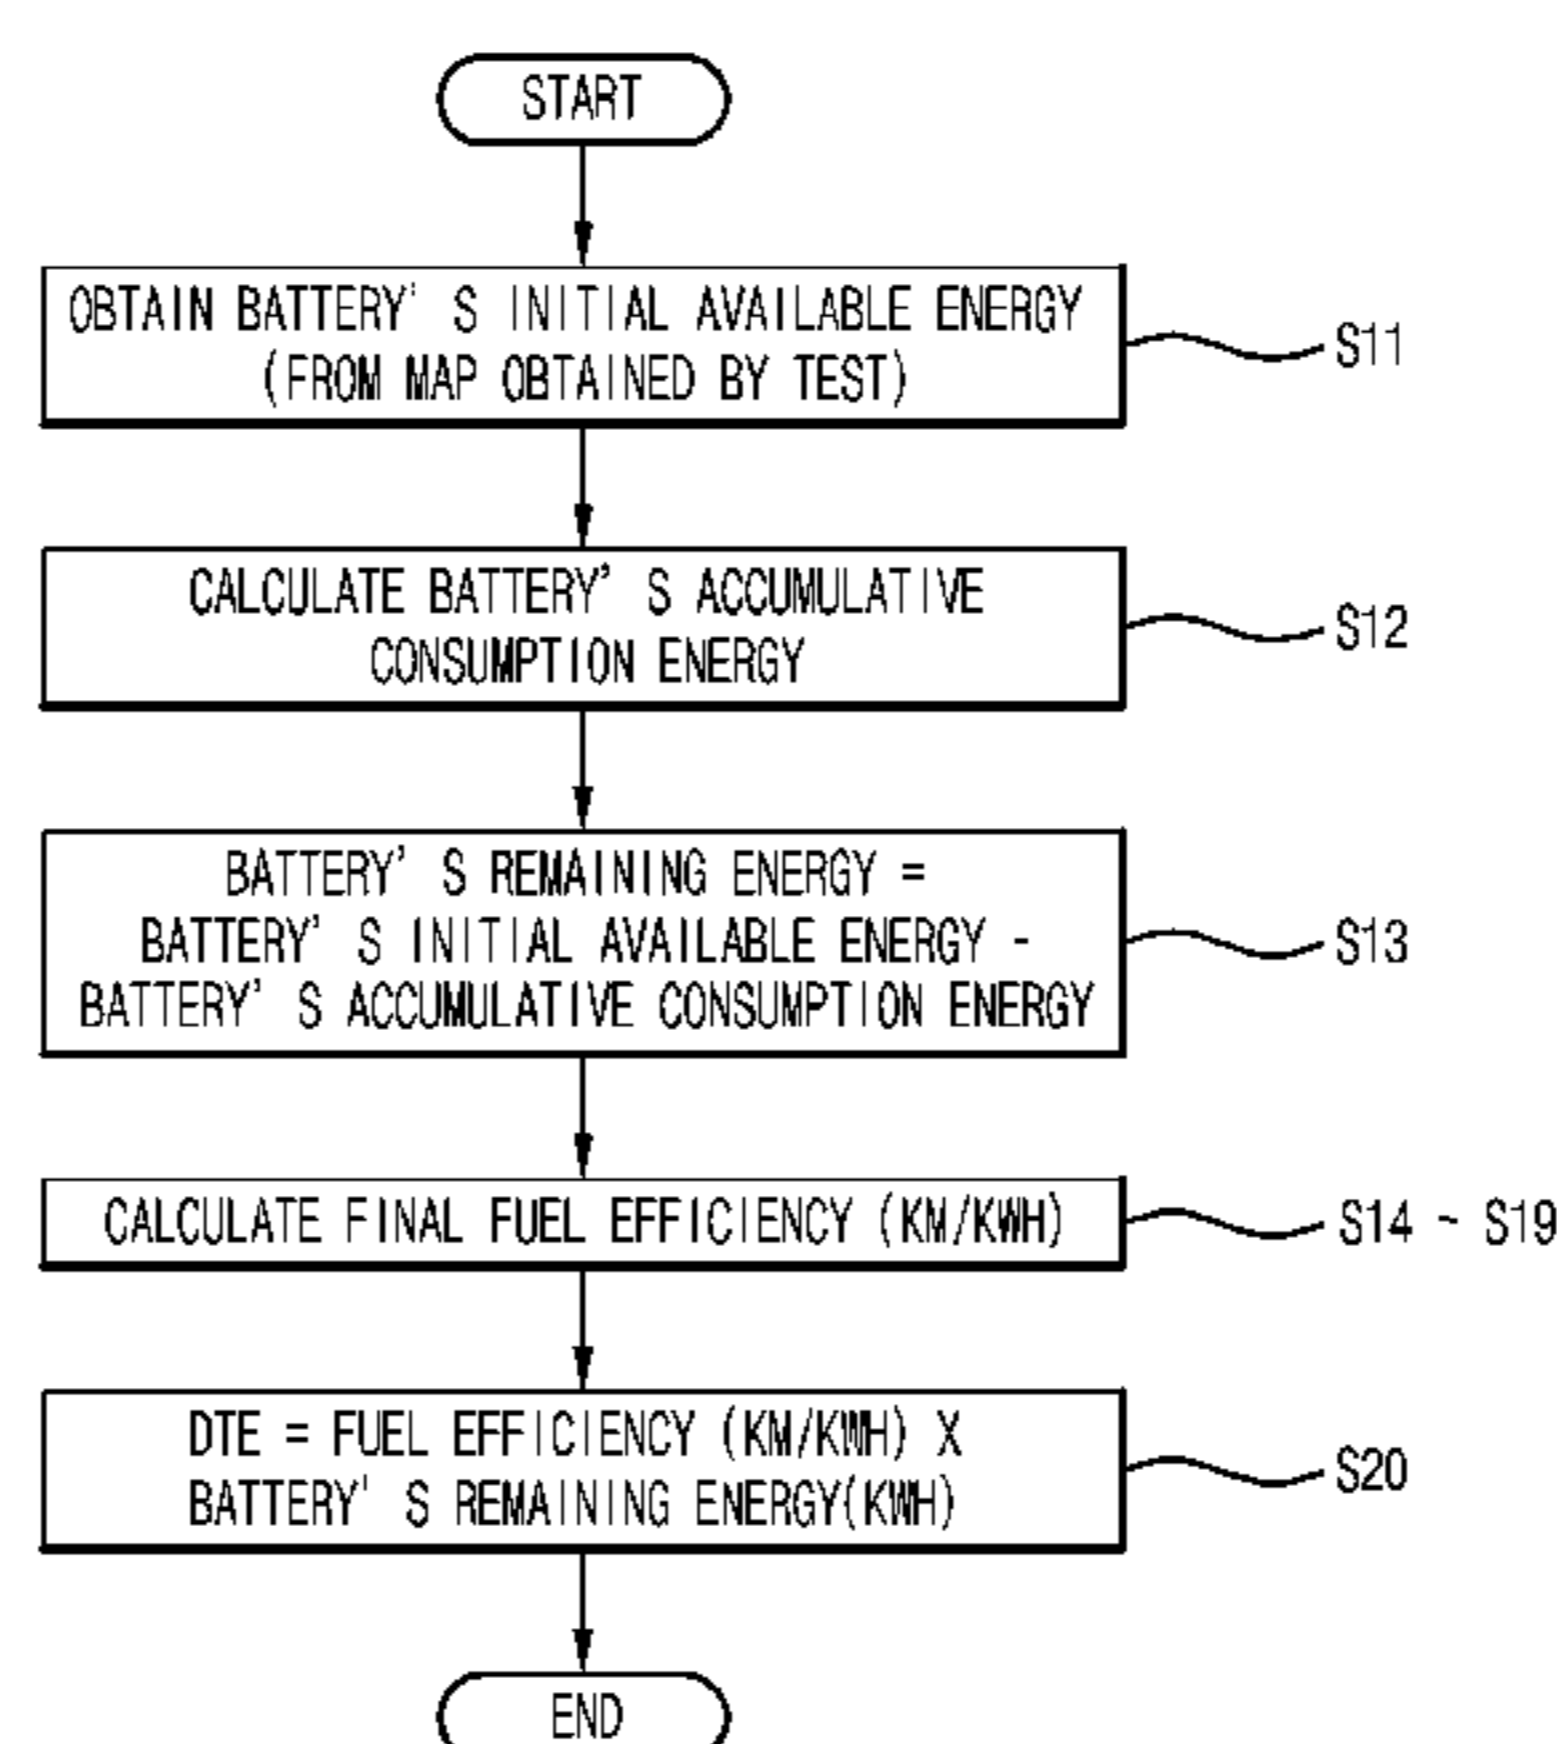 START
OBTAIN BATTERY' S INITIAL AVAILABLE ENERGY
(FROM MAP OBTAINED BY TEST)
S11
CALCULATE BATTERY' S ACCUMULATIVE
CONSUMPTION ENERGY
S12
BATTERY' S REMAINING ENERGY =
BATTERY' S INITIAL AVAILABLE ENERGY -
BATTERY' S ACCUMULATIVE CONSUMPTION ENERGY
S13
CALCULATE FINAL FUEL EFFICIENCY (KM/KWH)
S14 ~ S19
DTE = FUEL EFFICIENCY (KM/KWH) X
BATTERY' S REMAINING ENERGY(KWH)
S20
END